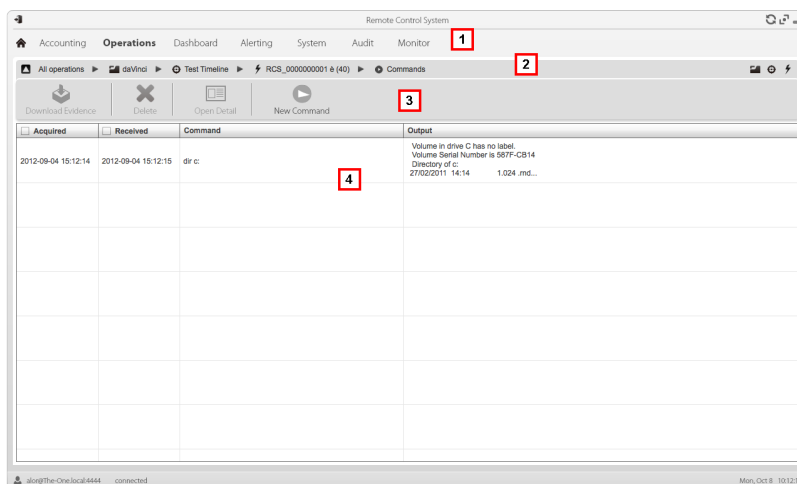 Remote Control System
Accounting Operations Dashboard Alerting System Audit Monitor 1
All operations daVinci Test Timeline RCS_0000000001 è (40) Commands 2
Download Evidence Delete Open Detail New Command 3
Acquired Received Command Output
2012-09-04 15:12:14 2012-09-04 15:12:15 dir c:
Volume in drive C has no label.
Volume Serial Number is 587F-CB14
Directory of c:
27/02/2011 14:14 1.024 .rnd...
4
alor@The-One.local:4444 connected Mon, Oct 8